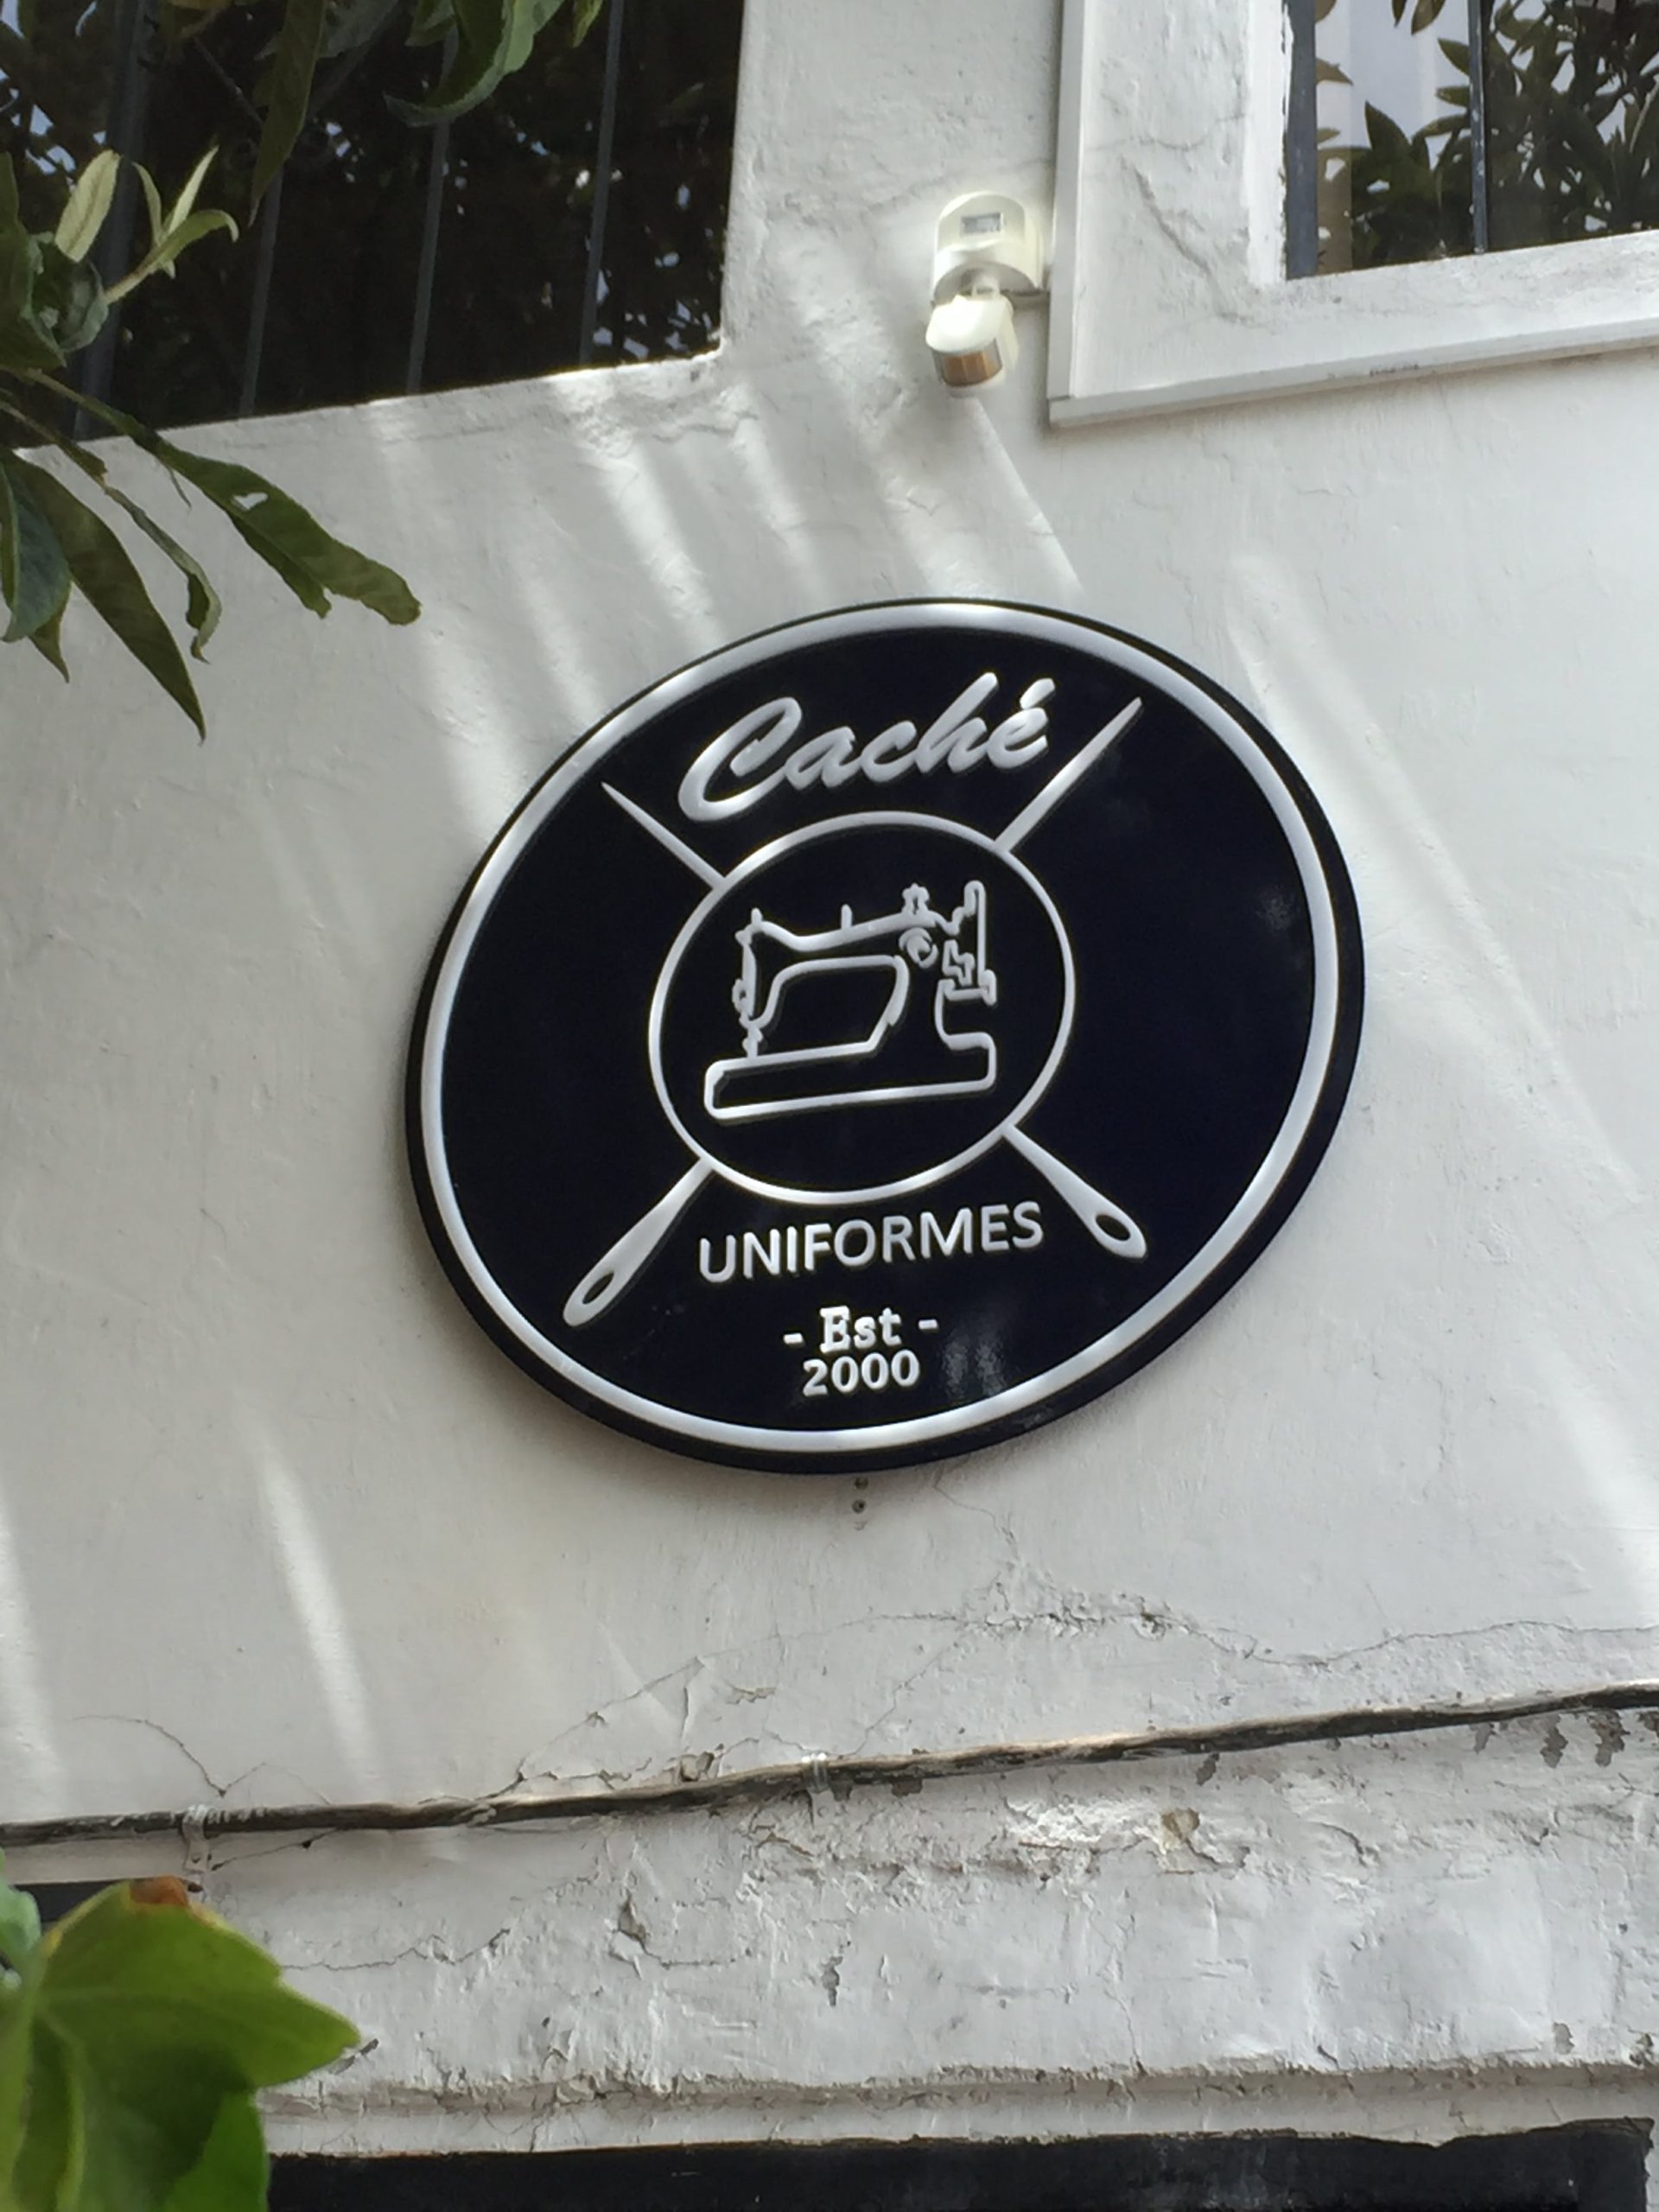 Caché
UNIFORMES
- Est -
2000